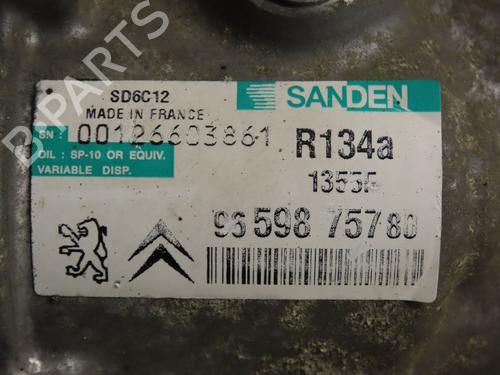 SD6C12
MADE IN FRANCE
SANDEN
SN: 00126603861
R134a
OIL : SP-10 OR EQUIV.
VARIABLE DISP.
1355F
96 598 757 80
B-PARTS